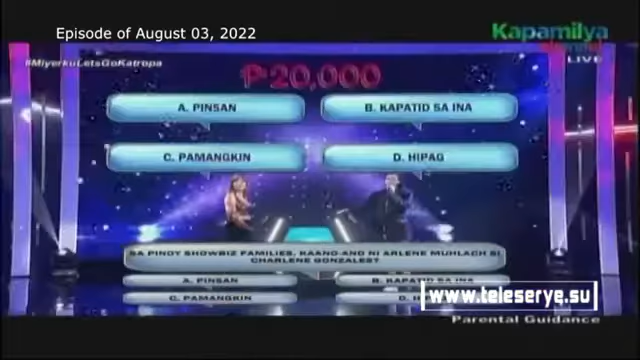 Episode of August 03, 2022
Kapamilya
#MiyerkuLetsGoKatropa
LIVE
₱20,000
A. PINSAN
B. KAPATID SA INA
C. PAMANGKIN
D. HIPAG
SA PINOY SHOWBIZ FAMILIES, KAANO-ANO NI ARLENE MUHLACH SI
CHARLENE GONZALES?
A. PINSAN
B. KAPATID SA INA
C. PAMANGKIN
D. H
www.teleserye.su
Parental Guidance